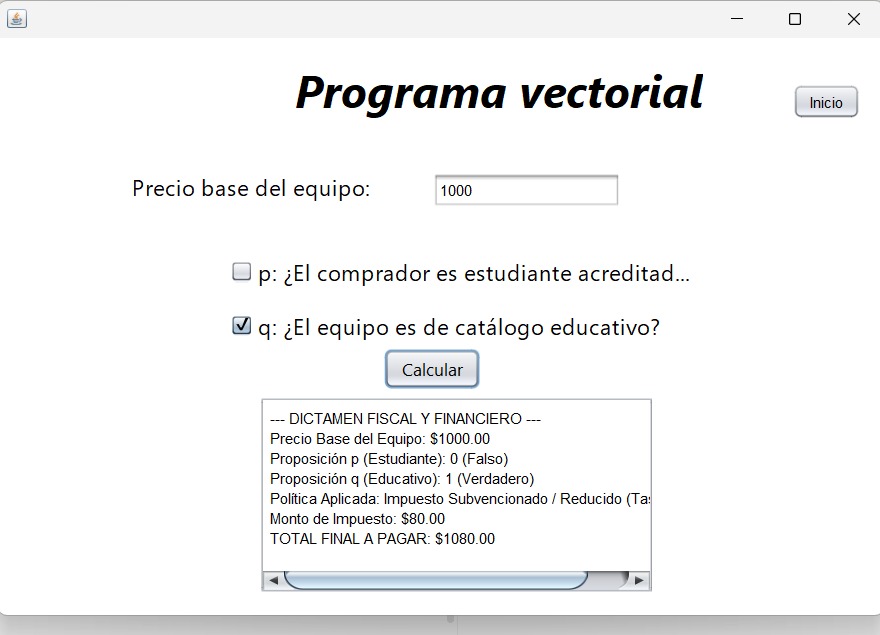 Programa vectorial
Inicio
Precio base del equipo:
1000
p: ¿El comprador es estudiante acreditad...
q: ¿El equipo es de catálogo educativo?
Calcular
--- DICTAMEN FISCAL Y FINANCIERO ---
Precio Base del Equipo: $1000.00
Proposición p (Estudiante): 0 (Falso)
Proposición q (Educativo): 1 (Verdadero)
Política Aplicada: Impuesto Subvencionado / Reducido (Tas
Monto de Impuesto: $80.00
TOTAL FINAL A PAGAR: $1080.00